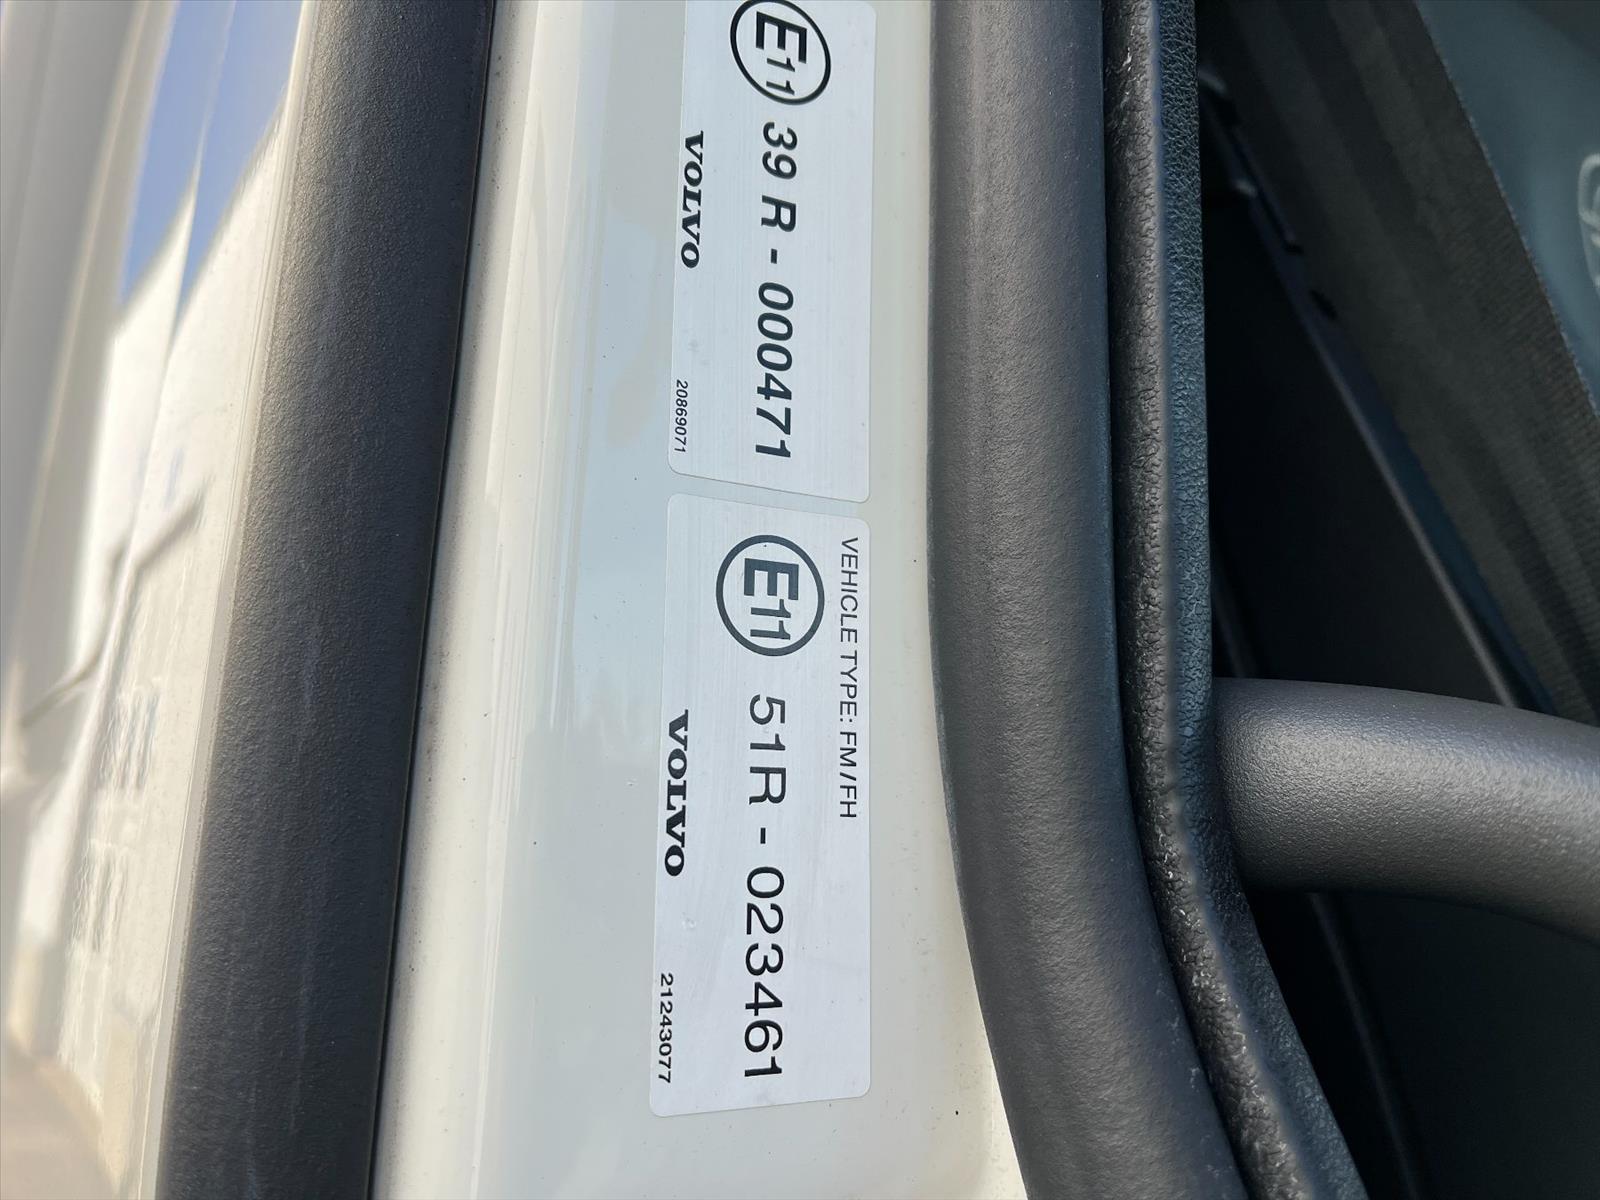 E11 39 R - 000471
VOLVO 20869071
VEHICLE TYPE: FM/FH
E11 51R - 023461
VOLVO 21243077